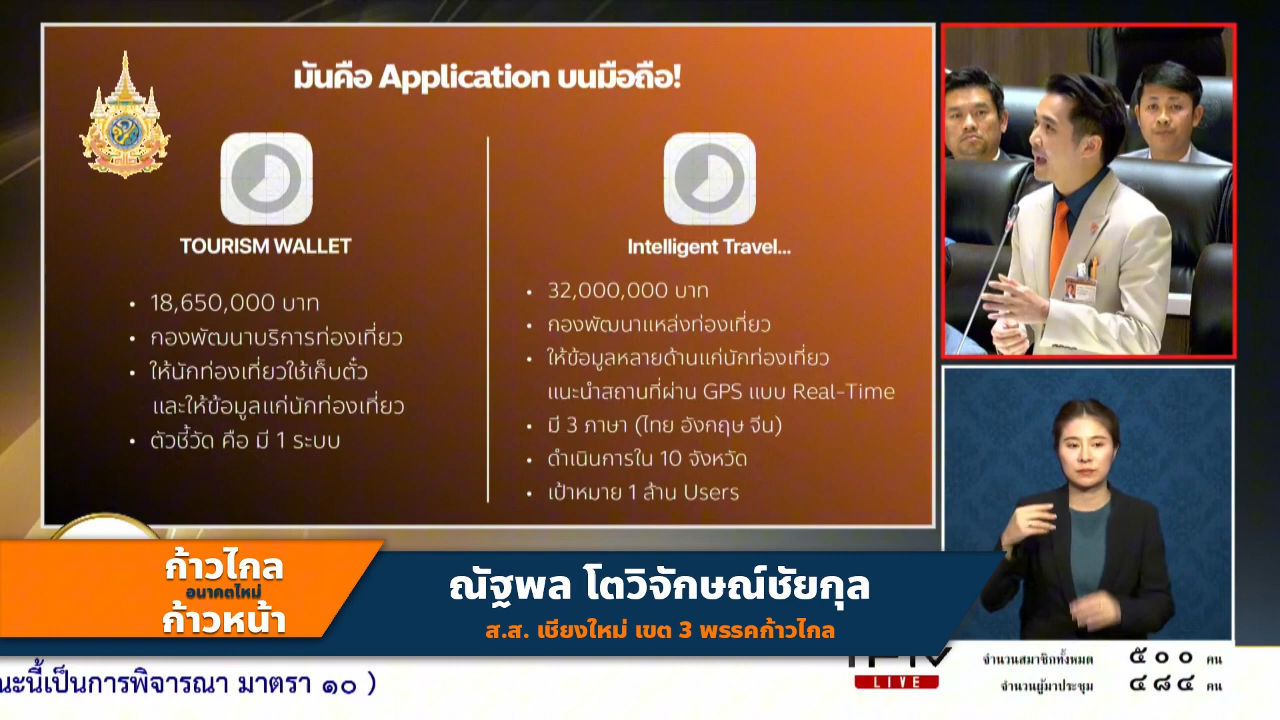 มันคือ Application บนมือถือ!
TOURISM WALLET
• 18,650,000 บาท
• กองพัฒนาบริการท่องเที่ยว
• ให้นักท่องเที่ยวใช้เก็บตั๋ว
และให้ข้อมูลแก่นักท่องเที่ยว
• ตัวชี้วัด คือ มี 1 ระบบ
Intelligent Travel...
• 32,000,000 บาท
• กองพัฒนาแหล่งท่องเที่ยว
• ให้ข้อมูลหลายด้านแก่นักท่องเที่ยว
แนะนำสถานที่ผ่าน GPS แบบ Real-Time
• มี 3 ภาษา (ไทย อังกฤษ จีน)
• ดำเนินการใน 10 จังหวัด
• เป้าหมาย 1 ล้าน Users
ก้าวไกล
อนาคตใหม่
ก้าวหน้า
ณัฐพล โตวิจักษณ์ชัยกุล
ส.ส. เชียงใหม่ เขต 3 พรรคก้าวไกล
ณะนี้เป็นการพิจารณา มาตรา ๑๐ )
LIVE
จำนวนสมาชิกทั้งหมด ๕๐๐ คน
จำนวนผู้มาประชุม ๔๘๔ คน